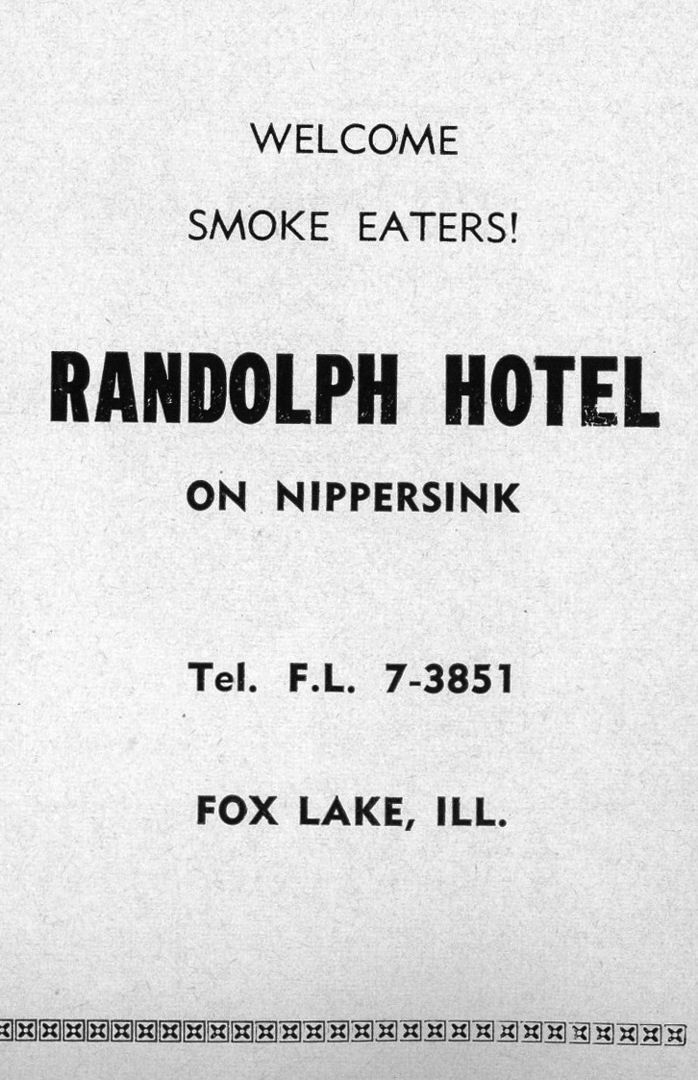 WELCOME
SMOKE EATERS!
RANDOLPH HOTEL
ON NIPPERSINK
Tel. F.L. 7-3851
FOX LAKE, ILL.